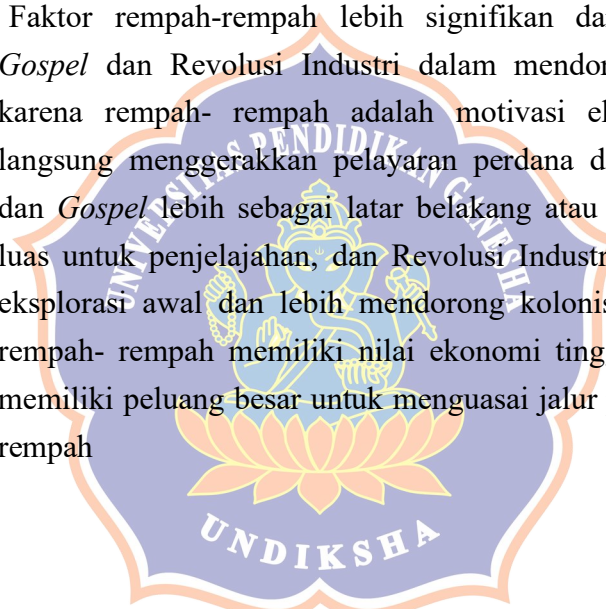 Faktor rempah-rempah lebih signifikan da
Gospel dan Revolusi Industri dalam mendor
karena rempah- rempah adalah motivasi el
langsung menggerakkan pelayaran perdana d
dan Gospel lebih sebagai latar belakang atau
luas untuk penjelajahan, dan Revolusi Industr
eksplorasi awal dan lebih mendorong kolonis
rempah- rempah memiliki nilai ekonomi ting
memiliki peluang besar untuk menguasai jalur
rempah
UNIVERSITAS PENDIDIKAN GANESHA
UNDIKSHA